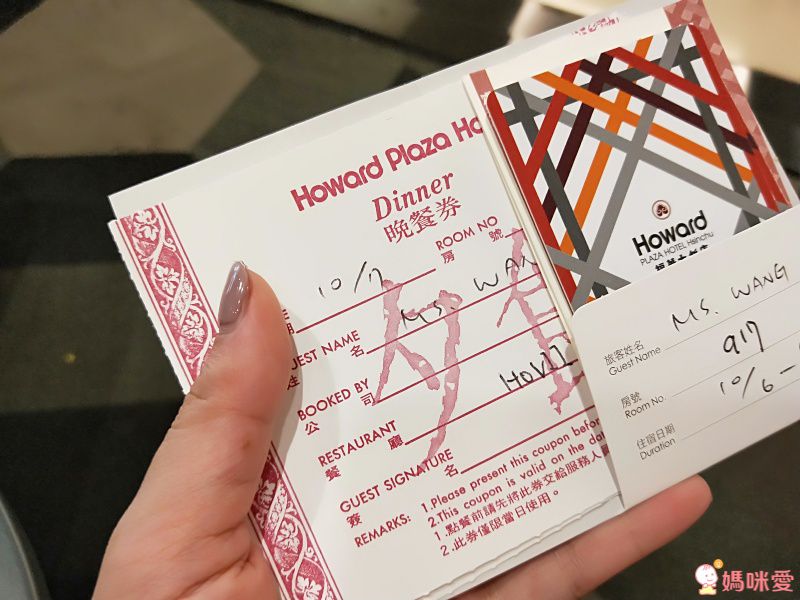 Howard Plaza Ho
Dinner
晚餐券
ROOM NO
房 號
10/7
期
GUEST NAME
姓 名
MS. WAN
BOOKED BY
公 司
HOVII
RESTAURANT
餐 廳
GUEST SIGNATURE
簽 名
REMARKS: 1.Please present this coupon before
2.This coupon is valid on the da
1.點餐前請先將此券交給服務人員
2.此券僅限當日使用。
Howard
PLAZA HOTEL Hsinchu
旅客姓名
Guest Name
MS. WANG
房號
Room No.
917
住宿日期
Duration
10/6-
媽咪愛